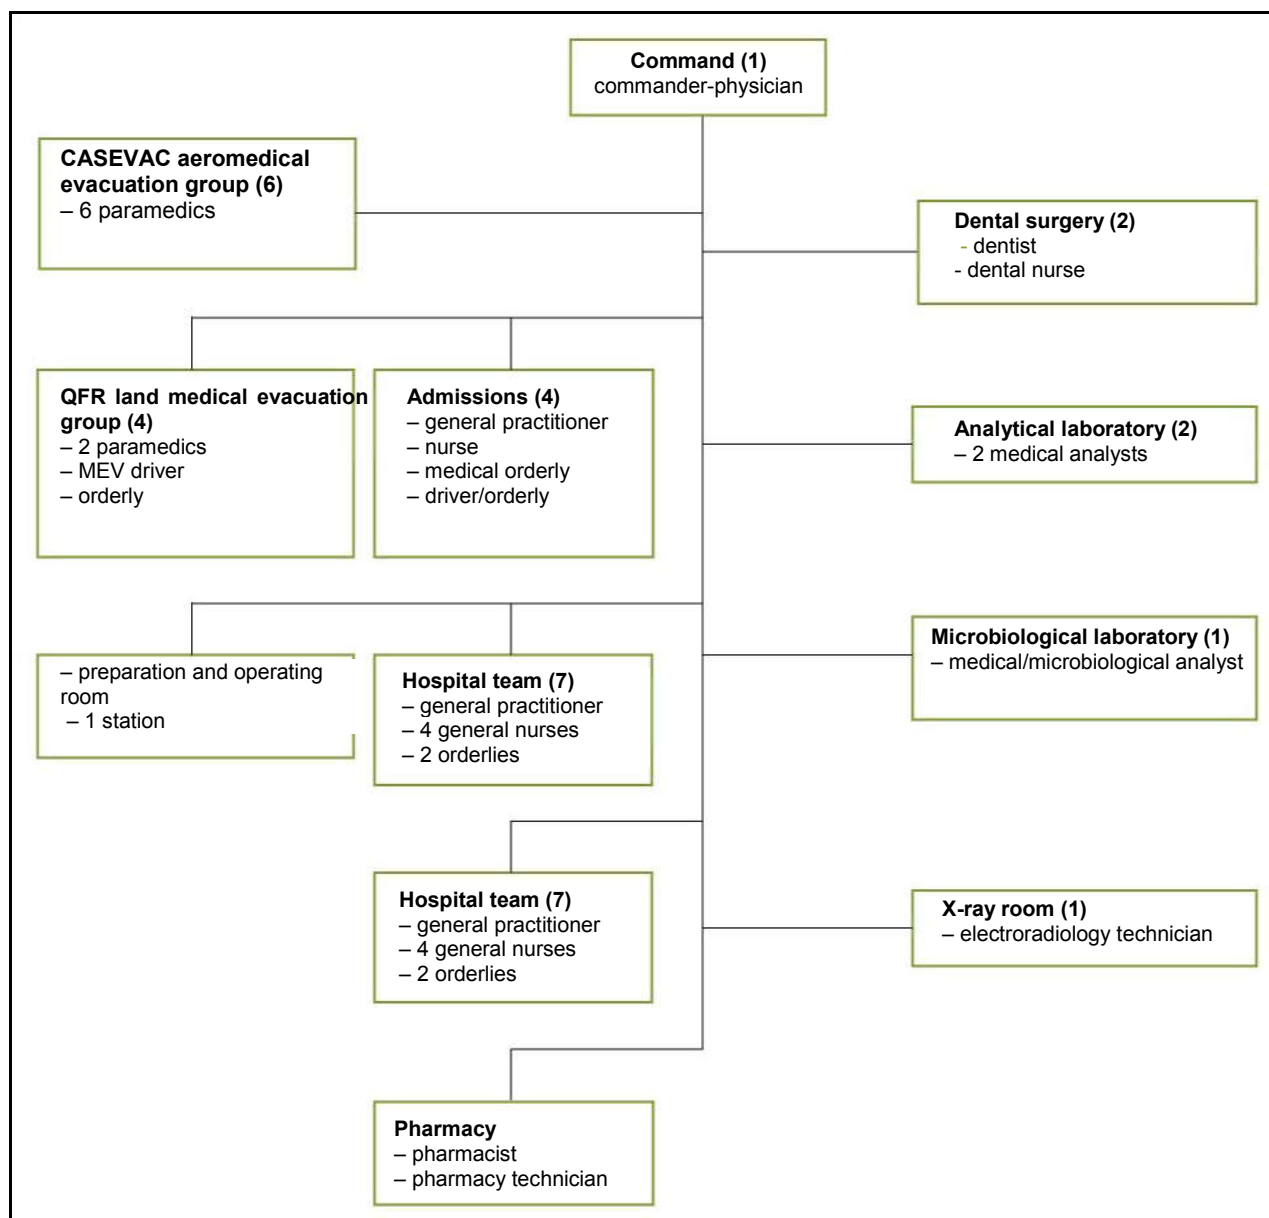 Command (1)
commander-physician
CASEVAC aeromedical
evacuation group (6)
– 6 paramedics
Dental surgery (2)
- dentist
- dental nurse
QFR land medical evacuation
group (4)
– 2 paramedics
– MEV driver
– orderly
Admissions (4)
– general practitioner
– nurse
– medical orderly
– driver/orderly
Analytical laboratory (2)
– 2 medical analysts
– preparation and operating
room
– 1 station
Hospital team (7)
– general practitioner
– 4 general nurses
– 2 orderlies
Microbiological laboratory (1)
– medical/microbiological analyst
Hospital team (7)
– general practitioner
– 4 general nurses
– 2 orderlies
X-ray room (1)
– electroradiology technician
Pharmacy
– pharmacist
– pharmacy technician